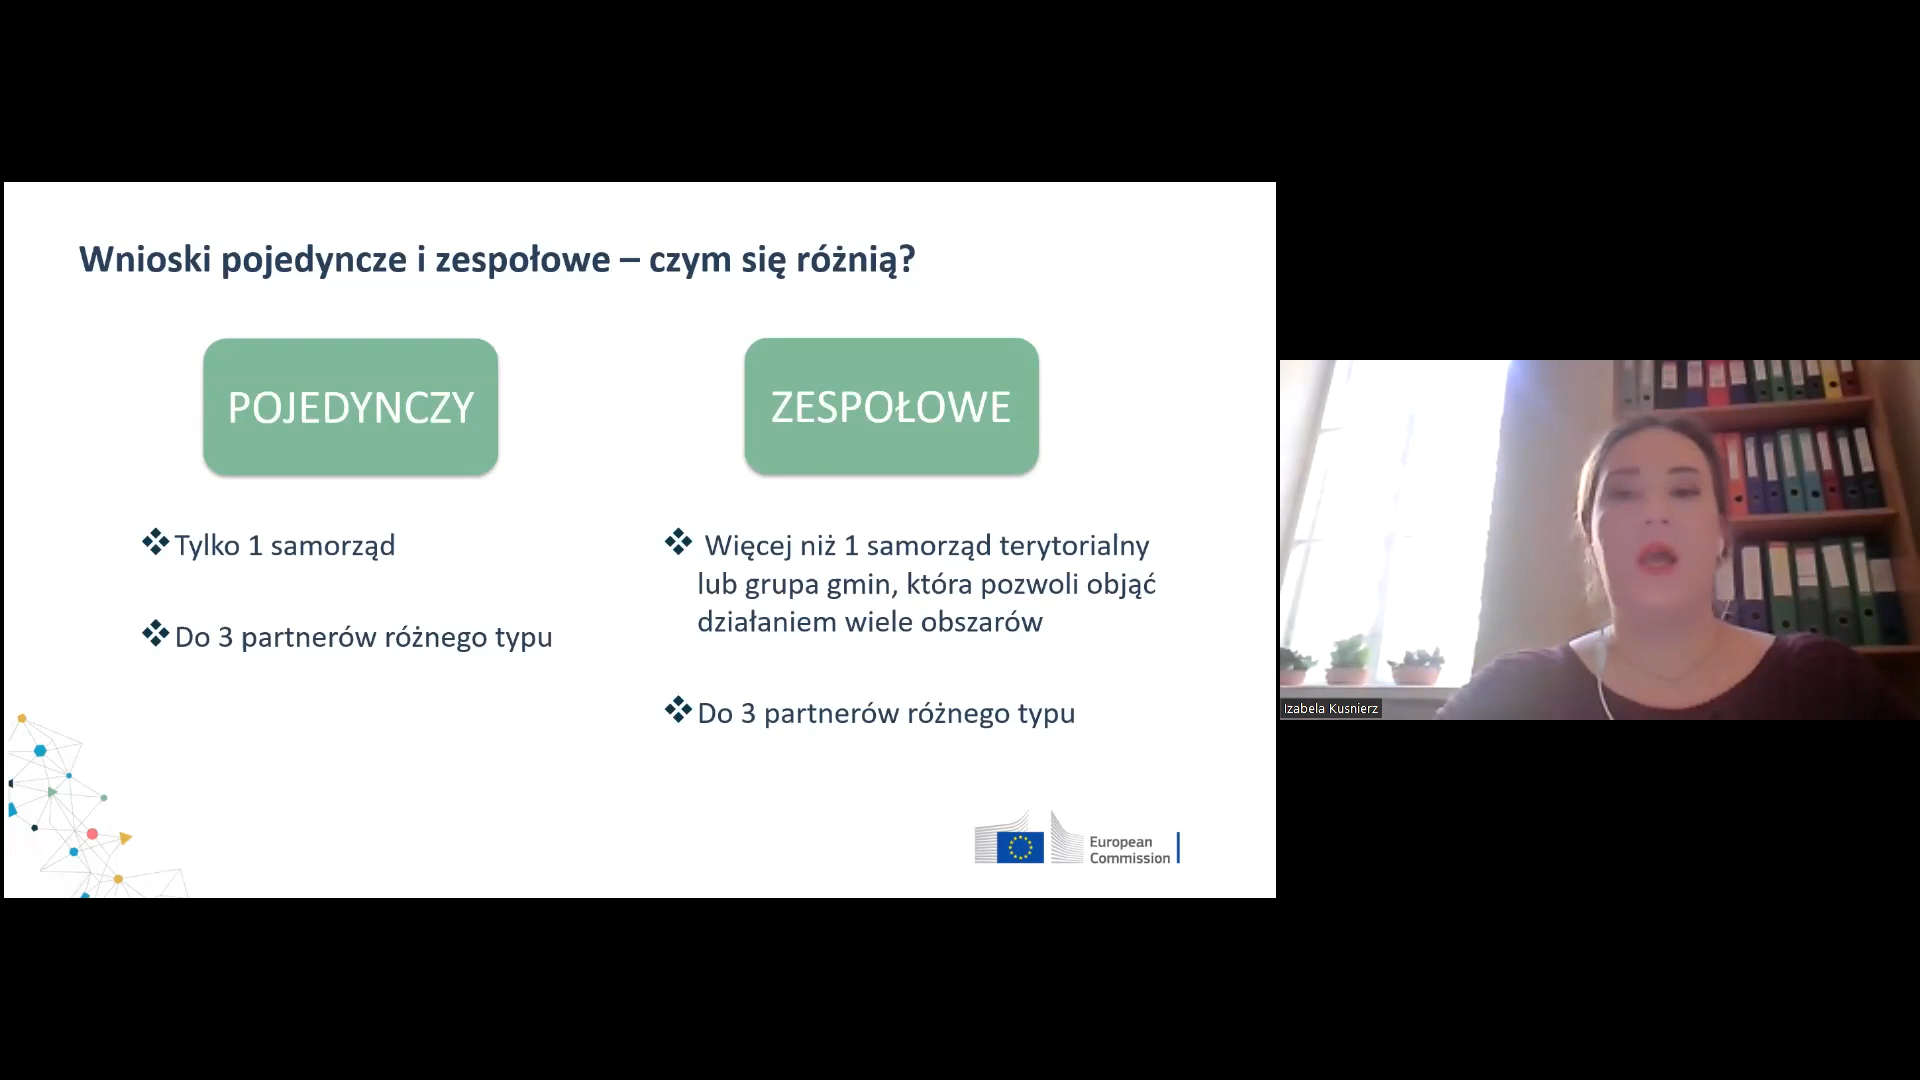 Wnioski pojedyncze i zespołowe – czym się różnią?
POJEDYNCZY
Tylko 1 samorząd
Do 3 partnerów różnego typu
ZESPOŁOWE
Więcej niż 1 samorząd terytorialny
lub grupa gmin, która pozwoli objąć
działaniem wiele obszarów
Do 3 partnerów różnego typu
European
Commission
Izabela Kusnierz